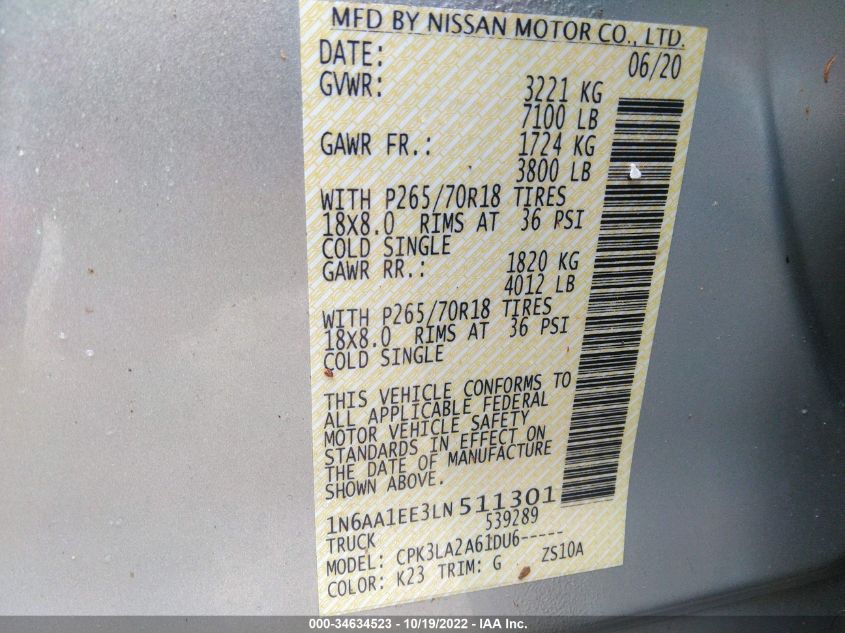 MFD BY NISSAN MOTOR CO., LTD.
DATE: 06/20
GVWR: 3221 KG
7100 LB
GAWR FR.: 1724 KG
3800 LB
WITH P265/70R18 TIRES
18X8.0 RIMS AT 36 PSI
COLD SINGLE
GAWR RR.: 1820 KG
4012 LB
WITH P265/70R18 TIRES
18X8.0 RIMS AT 36 PSI
COLD SINGLE
THIS VEHICLE CONFORMS TO
ALL APPLICABLE FEDERAL
MOTOR VEHICLE SAFETY
STANDARDS IN EFFECT ON
THE DATE OF MANUFACTURE
SHOWN ABOVE.
1N6AA1EE3LN511301
TRUCK 539289
MODEL: CPK3LA2A61DU6-----
COLOR: K23 TRIM: G ZS10A
000-34634523 - 10/19/2022 - IAA Inc.